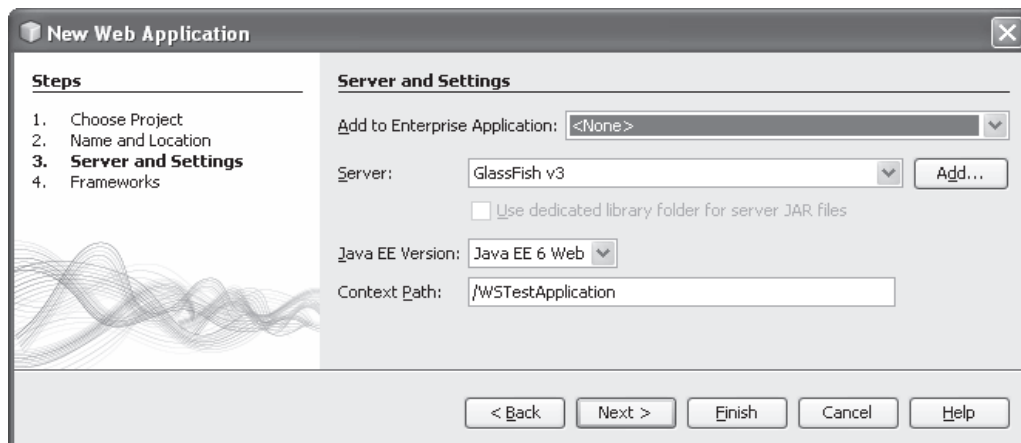 New Web Application
Steps
1. Choose Project
2. Name and Location
3. Server and Settings
4. Frameworks
Server and Settings
Add to Enterprise Application: <None>
Server: GlassFish v3 Add...
Use dedicated library folder for server JAR files
Java EE Version: Java EE 6 Web
Context Path: /WSTestApplication
< Back Next > Finish Cancel Help